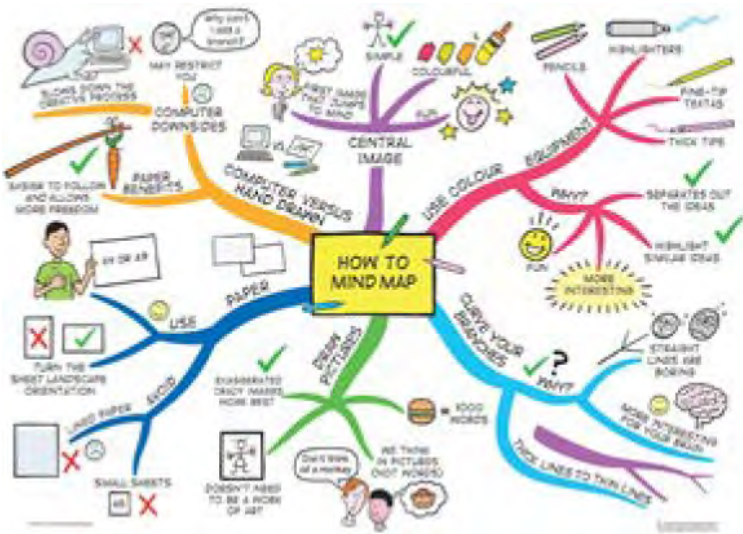 Why can't
I add a
branch?
MAY RESTRICT
YOU
SLOWS DOWN THE
CREATIVE PROCESS
COMPUTER
DOWNSIDES
EASIER TO FOLLOW
AND ALLOWS
MORE FREEDOM
PAPER
BENEFITS
COMPUTER VERSUS
HAND DRAWN
VS
FIRST IMAGE
THAT JUMPS
TO MIND
SIMPLE
COLOURFUL
FUN
CENTRAL
IMAGE
USE COLOUR
EQUIPMENT
PENCILS
HIGHLIGHTERS
FINE-TIP
TEXTAS
THICK TIPS
WHY?
SEPARATES OUT
THE IDEAS
HIGHLIGHT
SIMILAR IDEAS
FUN
MORE
INTERESTING
HOW TO
MIND MAP
PAPER
USE
A4 OR A3
TURN THE
SHEET LANDSCAPE
ORIENTATION
AVOID
LINED PAPER
SMALL SHEETS
A5
DRAW
PICTURES
EXAGGERATED
CRAZY IMAGES
WORK BEST
DOESN'T NEED
TO BE A WORK
OF ART
= 1000
WORDS
WE THINK
IN PICTURES
(NOT WORDS)
Don't think
of a monkey
CURVE YOUR
BRANCHES
WHY?
STRAIGHT
LINES ARE
BORING
MORE INTERESTING
FOR YOUR BRAIN
THICK LINES TO THIN LINES